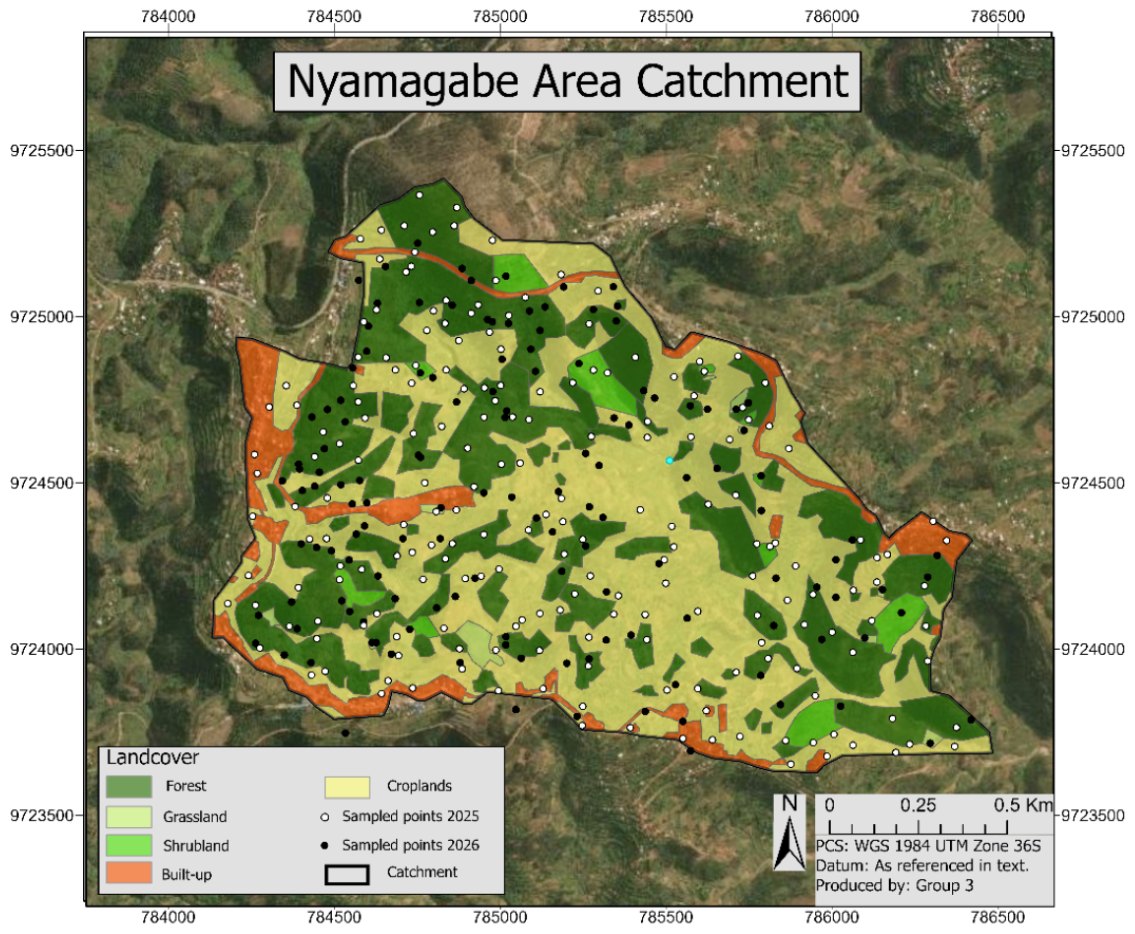 784000 784500 785000 785500 786000 786500
Nyamagabe Area Catchment
9725500 9725500
9725000 9725000
9724500 9724500
9724000 9724000
9723500 9723500
Landcover
Forest
Grassland
Shrubland
Built-up
Croplands
Sampled points 2025
Sampled points 2026
Catchment
N
0 0.25 0.5 Km
PCS: WGS 1984 UTM Zone 36S
Datum: As referenced in text.
Produced by: Group 3
784000 784500 785000 785500 786000 786500